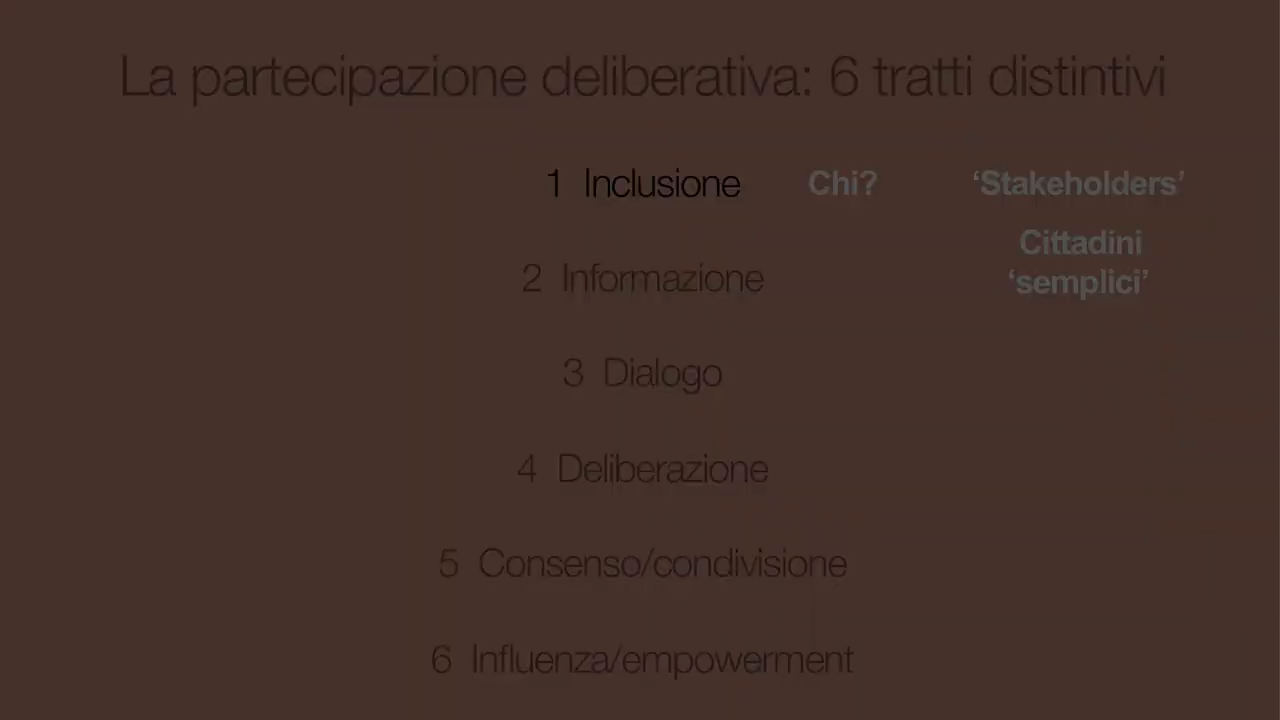 La partecipazione deliberativa: 6 tratti distintivi
1 Inclusione Chi? ‘Stakeholders’
Cittadini
2 Informazione ‘semplici’
3 Dialogo
4 Deliberazione
5 Consenso/condivisione
6 Influenza/empowerment